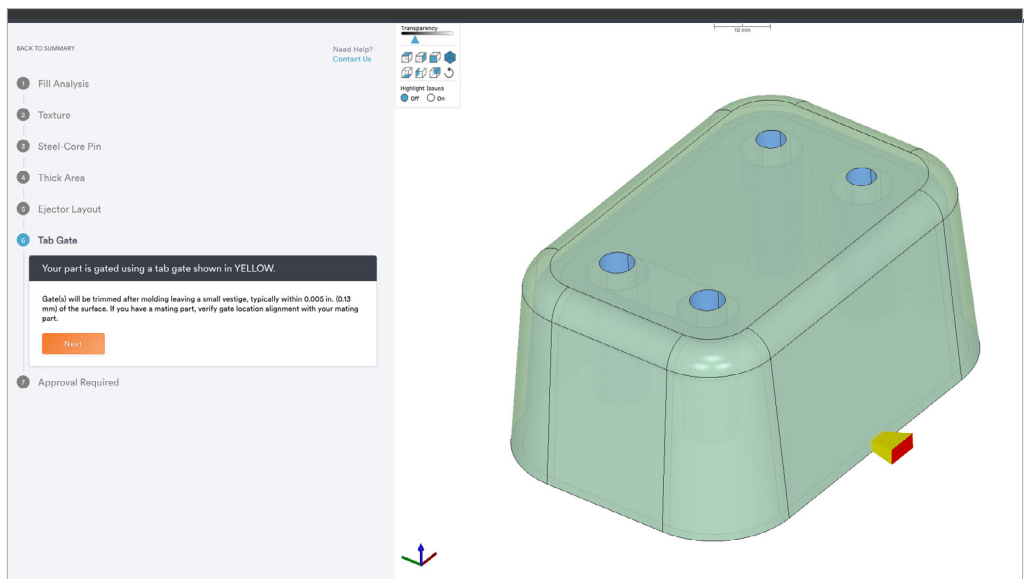 BACK TO SUMMARY
Need Help?
Contact Us
1 Fill Analysis
2 Texture
3 Steel-Core Pin
4 Thick Area
5 Ejector Layout
6 Tab Gate
Your part is gated using a tab gate shown in YELLOW.
Gate(s) will be trimmed after molding leaving a small vestige, typically within 0.005 in. (0.13
mm) of the surface. If you have a mating part, verify gate location alignment with your mating
part.
Next
7 Approval Required
Transparency
Highlight Issues
Off On
10 mm